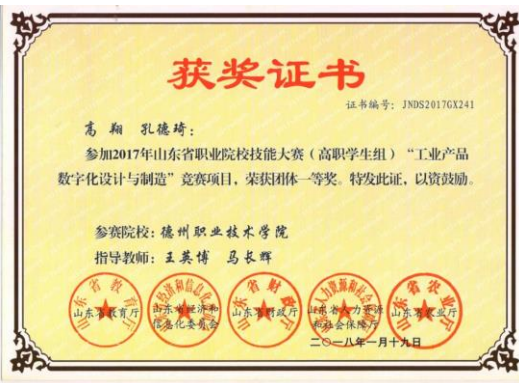 获奖证书
证书编号：JNDS2017GX241
高翔 孔德琦：
参加2017年山东省职业院校技能大赛（高职学生组）“工业产品
数字化设计与制造”竞赛项目，荣获团体一等奖。特发此证，以资鼓励。
参赛院校：德州职业技术学院
指导教师：王英博 马长辉
山东省教育厅
山东省经济和
信息化委员会
山东省财政厅
山东省人力资源
和社会保障厅
山东省农业厅
二〇一八年一月十九日